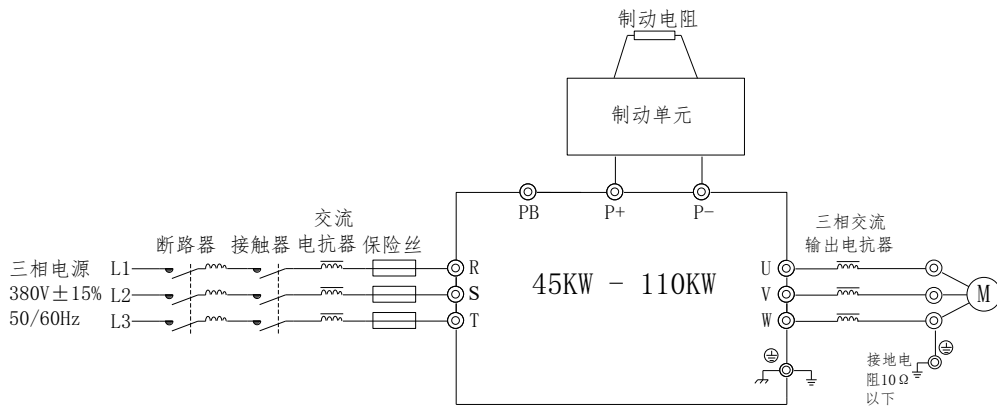 制动电阻
制动单元
PB P+ P-
交流
断路器 接触器 电抗器 保险丝
三相交流
输出电抗器
三相电源
380V±15%
50/60Hz
L1
L2
L3
R
S
T
45KW - 110KW
U
V
W
M
接地电
阻10Ω
以下